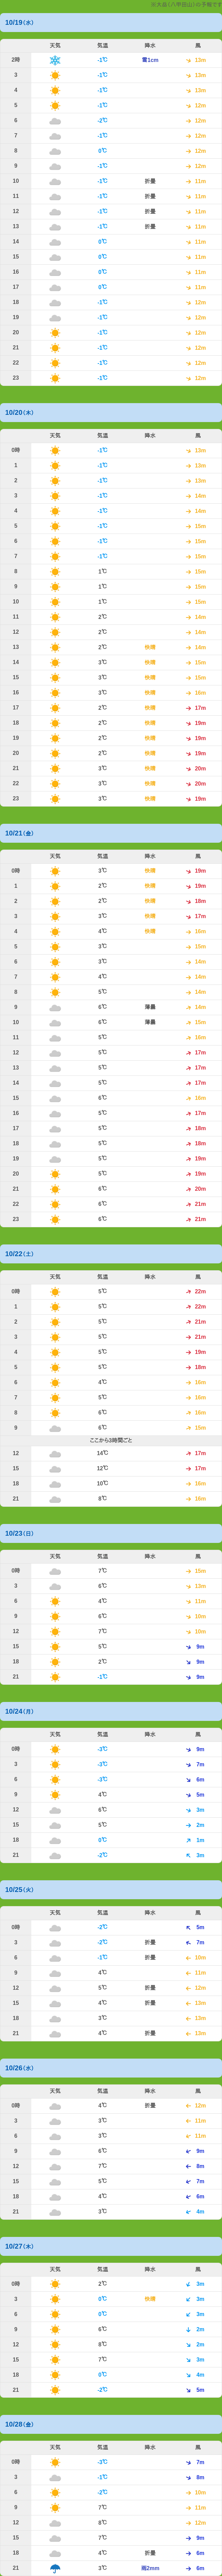 ※大岳(八甲田山)の予報です
10/19(水)
天気 気温 降水 風
2時 -1℃ 雪1cm 13m
3 -1℃ 13m
4 -1℃ 13m
5 -1℃ 12m
6 -2℃ 12m
7 -1℃ 12m
8 0℃ 12m
9 -1℃ 12m
10 -1℃ 折曇 11m
11 -1℃ 折曇 11m
12 -1℃ 折曇 11m
13 -1℃ 折曇 11m
14 0℃ 11m
15 0℃ 11m
16 0℃ 11m
17 0℃ 11m
18 -1℃ 12m
19 -1℃ 12m
20 -1℃ 12m
21 -1℃ 12m
22 -1℃ 12m
23 -1℃ 12m
10/20(木)
天気 気温 降水 風
0時 -1℃ 13m
1 -1℃ 13m
2 -1℃ 13m
3 -1℃ 14m
4 -1℃ 14m
5 -1℃ 15m
6 -1℃ 15m
7 -1℃ 15m
8 1℃ 15m
9 1℃ 15m
10 1℃ 15m
11 2℃ 14m
12 2℃ 14m
13 2℃ 快晴 14m
14 3℃ 快晴 15m
15 3℃ 快晴 15m
16 3℃ 快晴 16m
17 2℃ 快晴 17m
18 2℃ 快晴 19m
19 2℃ 快晴 19m
20 2℃ 快晴 19m
21 3℃ 快晴 20m
22 3℃ 快晴 20m
23 3℃ 快晴 19m
10/21(金)
天気 気温 降水 風
0時 3℃ 快晴 19m
1 2℃ 快晴 19m
2 2℃ 快晴 18m
3 3℃ 快晴 17m
4 4℃ 快晴 16m
5 3℃ 15m
6 3℃ 14m
7 4℃ 14m
8 5℃ 14m
9 6℃ 薄曇 14m
10 6℃ 薄曇 15m
11 5℃ 16m
12 5℃ 17m
13 5℃ 17m
14 5℃ 17m
15 6℃ 16m
16 5℃ 17m
17 5℃ 18m
18 5℃ 18m
19 5℃ 19m
20 5℃ 19m
21 6℃ 20m
22 6℃ 21m
23 6℃ 21m
10/22(土)
天気 気温 降水 風
0時 5℃ 22m
1 5℃ 22m
2 5℃ 21m
3 5℃ 21m
4 5℃ 19m
5 5℃ 18m
6 4℃ 16m
7 5℃ 16m
8 6℃ 16m
9 6℃ 15m
ここから3時間ごと
12 14℃ 17m
15 12℃ 17m
18 10℃ 16m
21 8℃ 16m
10/23(日)
天気 気温 降水 風
0時 7℃ 15m
3 6℃ 13m
6 4℃ 11m
9 6℃ 10m
12 7℃ 10m
15 5℃ 9m
18 2℃ 9m
21 -1℃ 9m
10/24(月)
天気 気温 降水 風
0時 -3℃ 9m
3 -3℃ 7m
6 -3℃ 6m
9 4℃ 5m
12 6℃ 3m
15 5℃ 2m
18 0℃ 1m
21 -2℃ 3m
10/25(火)
天気 気温 降水 風
0時 -2℃ 5m
3 -2℃ 折曇 7m
6 -1℃ 折曇 10m
9 4℃ 11m
12 5℃ 折曇 12m
15 4℃ 折曇 13m
18 3℃ 13m
21 4℃ 折曇 13m
10/26(水)
天気 気温 降水 風
0時 4℃ 折曇 12m
3 3℃ 11m
6 3℃ 11m
9 6℃ 9m
12 7℃ 8m
15 5℃ 7m
18 4℃ 6m
21 3℃ 4m
10/27(木)
天気 気温 降水 風
0時 2℃ 3m
3 0℃ 快晴 3m
6 0℃ 3m
9 6℃ 2m
12 8℃ 2m
15 7℃ 3m
18 0℃ 4m
21 -2℃ 5m
10/28(金)
天気 気温 降水 風
0時 -3℃ 7m
3 -1℃ 8m
6 -2℃ 10m
9 7℃ 11m
12 8℃ 12m
15 7℃ 9m
18 4℃ 折曇 6m
21 3℃ 雨2mm 6m